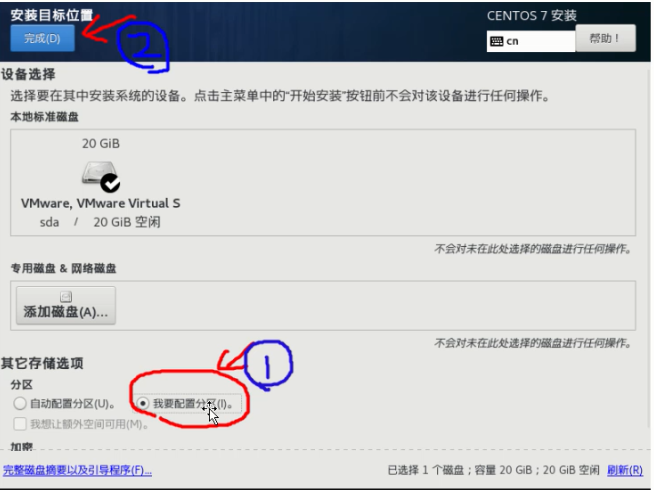 安装目标位置
CENTOS 7 安装
完成(D)
2
cn
帮助！
设备选择
选择要在其中安装系统的设备。点击主菜单中的“开始安装”按钮前不会对该设备进行任何操作。
本地标准磁盘
20 GiB
VMware, VMware Virtual S
sda / 20 GiB 空闲
不会对未在此处选择的磁盘进行任何操作。
专用磁盘 & 网络磁盘
添加磁盘(A)...
不会对未在此处选择的磁盘进行任何操作。
其它存储选项
1
分区
自动配置分区(U)。 我要配置分区(I)。
我想让额外空间可用(M)。
加密
完整磁盘摘要以及引导程序(F)...
已选择 1 个磁盘；容量 20 GiB；20 GiB 空闲 刷新(R)